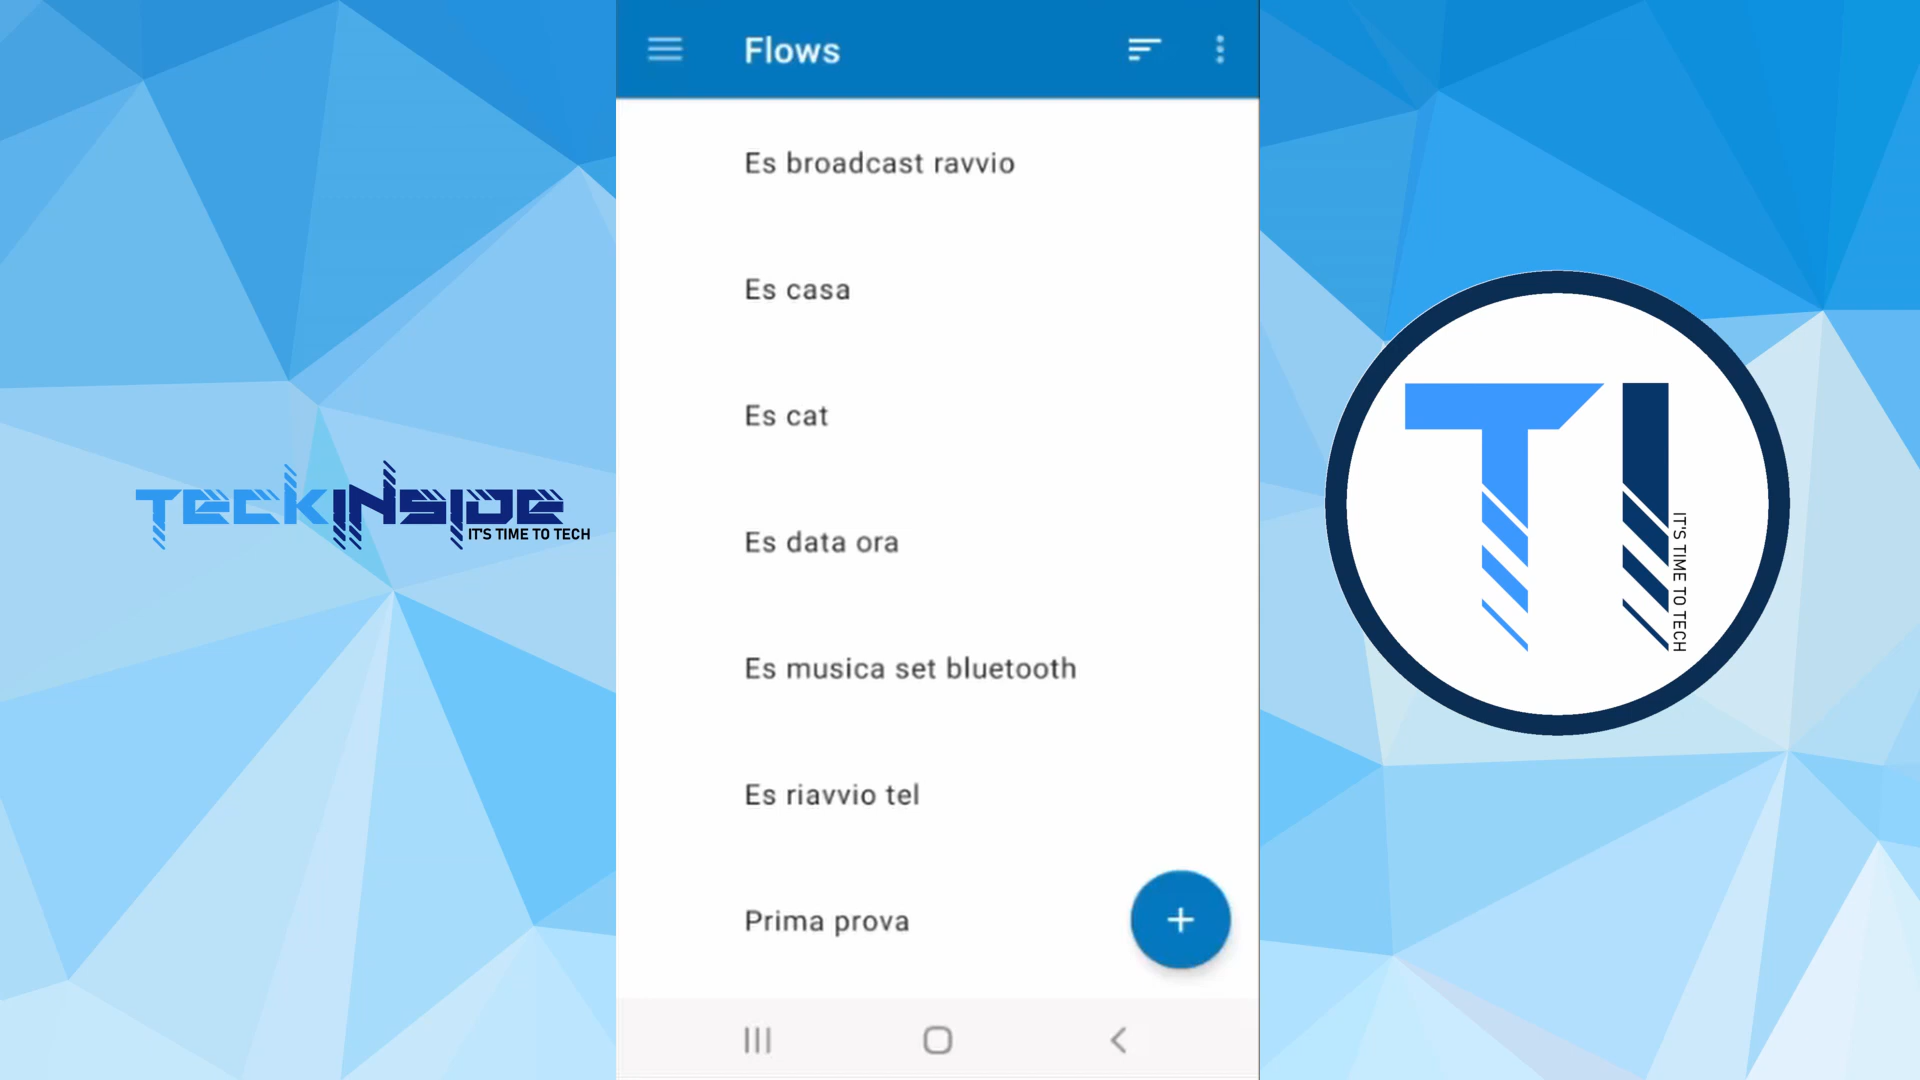 Flows
Es broadcast ravvio
Es casa
Es cat
Es data ora
Es musica set bluetooth
Es riavvio tel
Prima prova
TECKINSIDE
IT'S TIME TO TECH
TI
IT'S TIME TO TECH